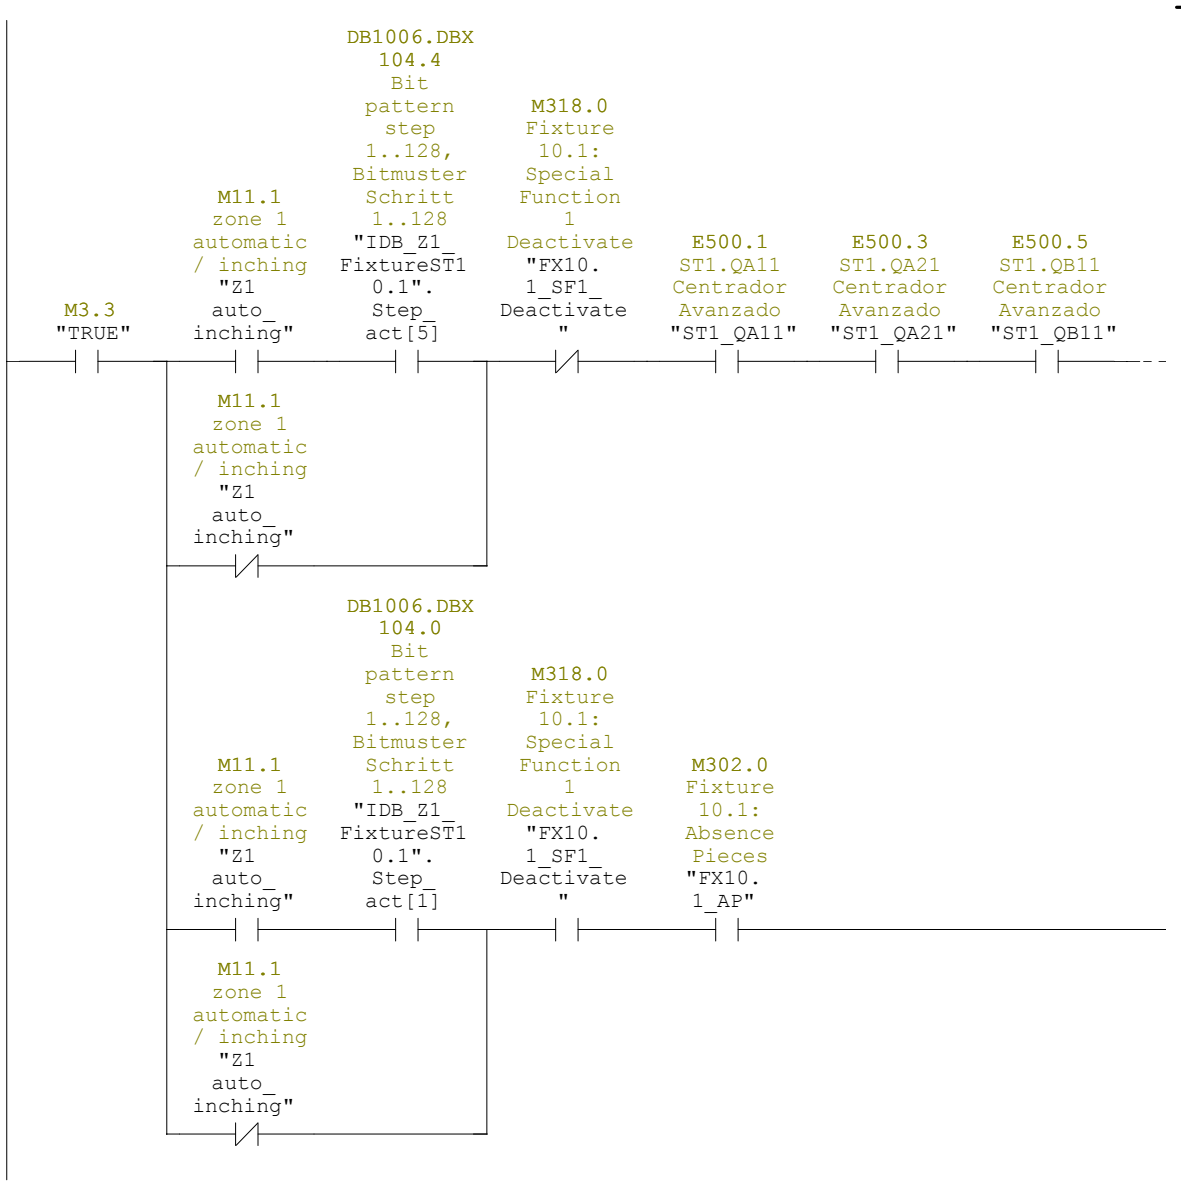 DB1006.DBX
104.4
Bit
pattern
step
1..128,
Bitmuster
Schritt
1..128
"IDB_Z1_
FixtureST1
0.1".
Step_
act[5]
M318.0
Fixture
10.1:
Special
Function
1
Deactivate
"FX10.
1_SF1_
Deactivate
"
M11.1
zone 1
automatic
/ inching
"Z1
auto_
inching"
E500.1
ST1.QA11
Centrador
Avanzado
"ST1_QA11"
E500.3
ST1.QA21
Centrador
Avanzado
"ST1_QA21"
E500.5
ST1.QB11
Centrador
Avanzado
"ST1_QB11"
M3.3
"TRUE"
M11.1
zone 1
automatic
/ inching
"Z1
auto_
inching"
DB1006.DBX
104.0
Bit
pattern
step
1..128,
Bitmuster
Schritt
1..128
"IDB_Z1_
FixtureST1
0.1".
Step_
act[1]
M318.0
Fixture
10.1:
Special
Function
1
Deactivate
"FX10.
1_SF1_
Deactivate
"
M11.1
zone 1
automatic
/ inching
"Z1
auto_
inching"
M302.0
Fixture
10.1:
Absence
Pieces
"FX10.
1_AP"
M11.1
zone 1
automatic
/ inching
"Z1
auto_
inching"